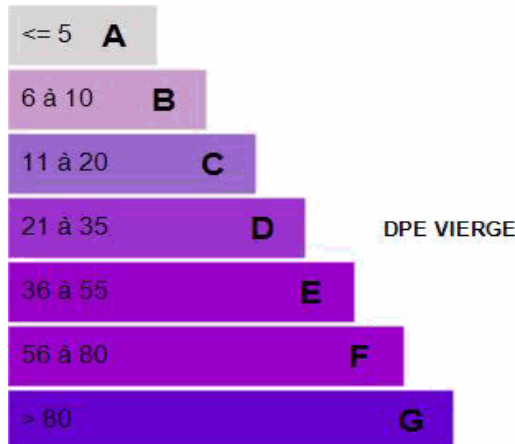 <= 5 A
6 à 10 B
11 à 20 C
21 à 35 D DPE VIERGE
36 à 55 E
56 à 80 F
> 80 G